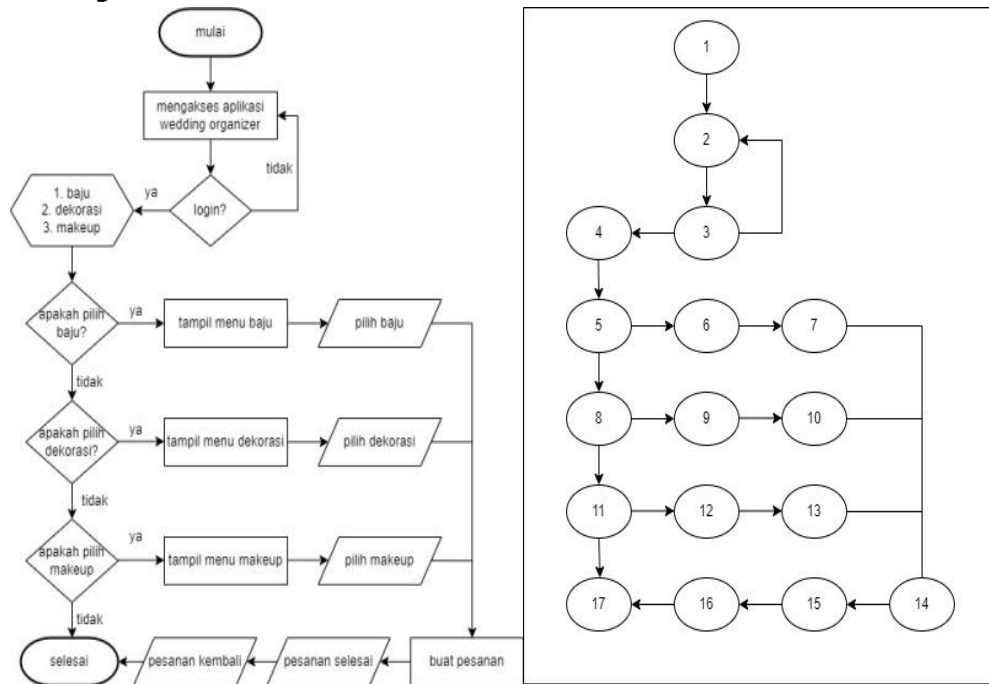 mulai
mengakses aplikasi
wedding organizer
tidak
ya
login?
1. baju
2. dekorasi
3. makeup
apakah pilih
baju?
ya
tampil menu baju
pilih baju
tidak
apakah pilih
dekorasi?
ya
tampil menu dekorasi
pilih dekorasi
tidak
apakah pilih
makeup
ya
tampil menu makeup
pilih makeup
tidak
selesai
pesanan kembali
pesanan selesai
buat pesanan
1
2
3
4
5
6
7
8
9
10
11
12
13
17
16
15
14